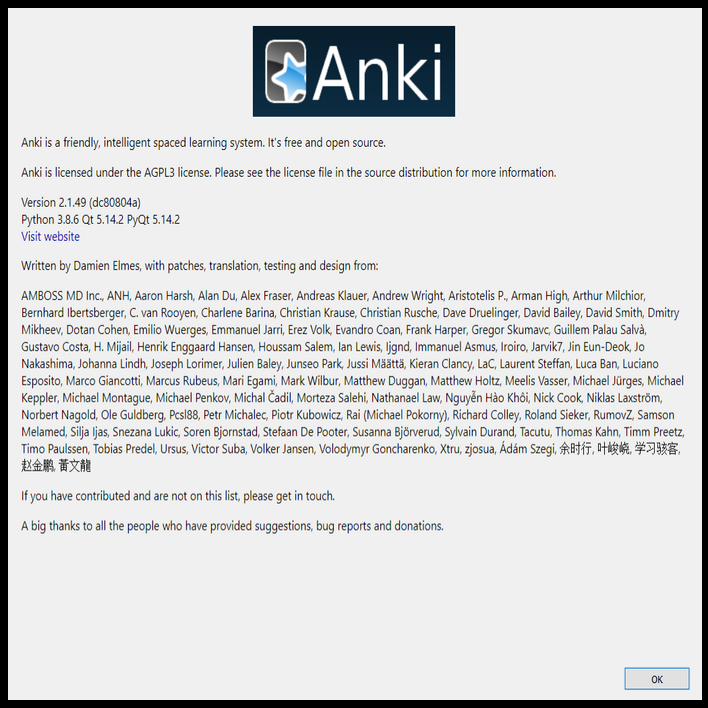 Anki
Anki is a friendly, intelligent spaced learning system. It's free and open source.
Anki is licensed under the AGPL3 license. Please see the license file in the source distribution for more information.
Version 2.1.49 (dc80804a)
Python 3.8.6 Qt 5.14.2 PyQt 5.14.2
Visit website
Written by Damien Elmes, with patches, translation, testing and design from:
AMBOSS MD Inc., ANH, Aaron Harsh, Alan Du, Alex Fraser, Andreas Klauer, Andrew Wright, Aristotelis P., Arman High, Arthur Milchior,
Bernhard Ibertsberger, C. van Rooyen, Charlene Barina, Christian Krause, Christian Rusche, Dave Druelinger, David Bailey, David Smith, Dmitry
Mikheev, Dotan Cohen, Emilio Wuerges, Emmanuel Jarri, Erez Volk, Evandro Coan, Frank Harper, Gregor Skumavc, Guillem Palau Salvà,
Gustavo Costa, H. Mijail, Henrik Enggaard Hansen, Houssam Salem, Ian Lewis, Ijgnd, Immanuel Asmus, Iroiro, Jarvik7, Jin Eun-Deok, Jo
Nakashima, Johanna Lindh, Joseph Lorimer, Julien Baley, Junseo Park, Jussi Määttä, Kieran Clancy, LaC, Laurent Steffan, Luca Ban, Luciano
Esposito, Marco Giancotti, Marcus Rubeus, Mari Egami, Mark Wilbur, Matthew Duggan, Matthew Holtz, Meelis Vasser, Michael Jürges, Michael
Keppler, Michael Montague, Michael Penkov, Michal Čadil, Morteza Salehi, Nathanael Law, Nguyễn Hào Khôi, Nick Cook, Niklas Laxström,
Norbert Nagold, Ole Guldberg, Pcsl88, Petr Michalec, Piotr Kubowicz, Rai (Michael Pokorny), Richard Colley, Roland Sieker, RumovZ, Samson
Melamed, Silja Ijas, Snezana Lukic, Soren Bjornstad, Stefaan De Pooter, Susanna Björverud, Sylvain Durand, Tacutu, Thomas Kahn, Timm Preetz,
Timo Paulssen, Tobias Predel, Ursus, Victor Suba, Volker Jansen, Volodymyr Goncharenko, Xtru, zjosua, Ádám Szegi, 余时行, 叶峻峣, 学习骇客,
赵金鹏, 黃文龍
If you have contributed and are not on this list, please get in touch.
A big thanks to all the people who have provided suggestions, bug reports and donations.
OK